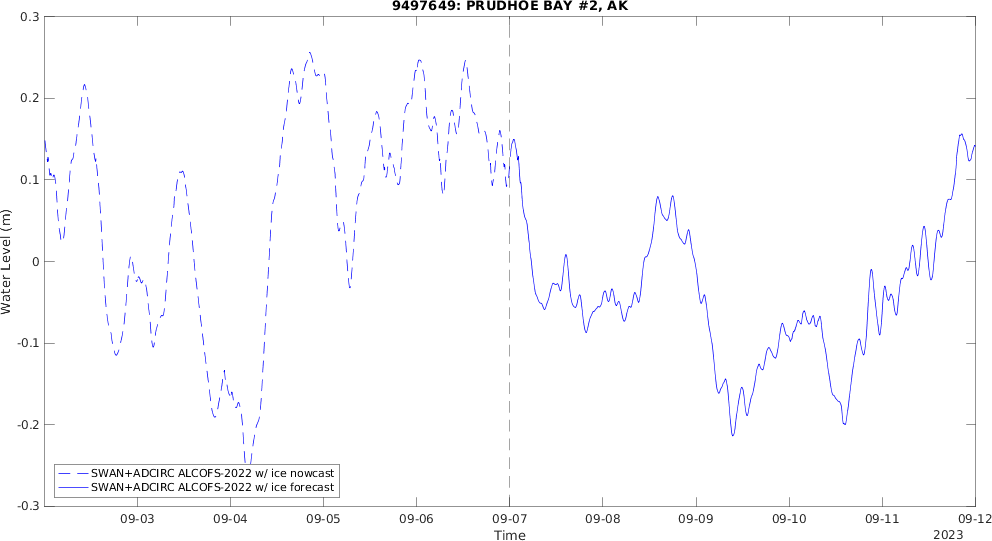 9497649: PRUDHOE BAY #2, AK
0.3
0.2
0.1
0
-0.1
-0.2
-0.3
Water Level (m)
SWAN+ADCIRC ALCOFS-2022 w/ ice nowcast
SWAN+ADCIRC ALCOFS-2022 w/ ice forecast
09-03 09-04 09-05 09-06 09-07 09-08 09-09 09-10 09-11 09-12
Time
2023